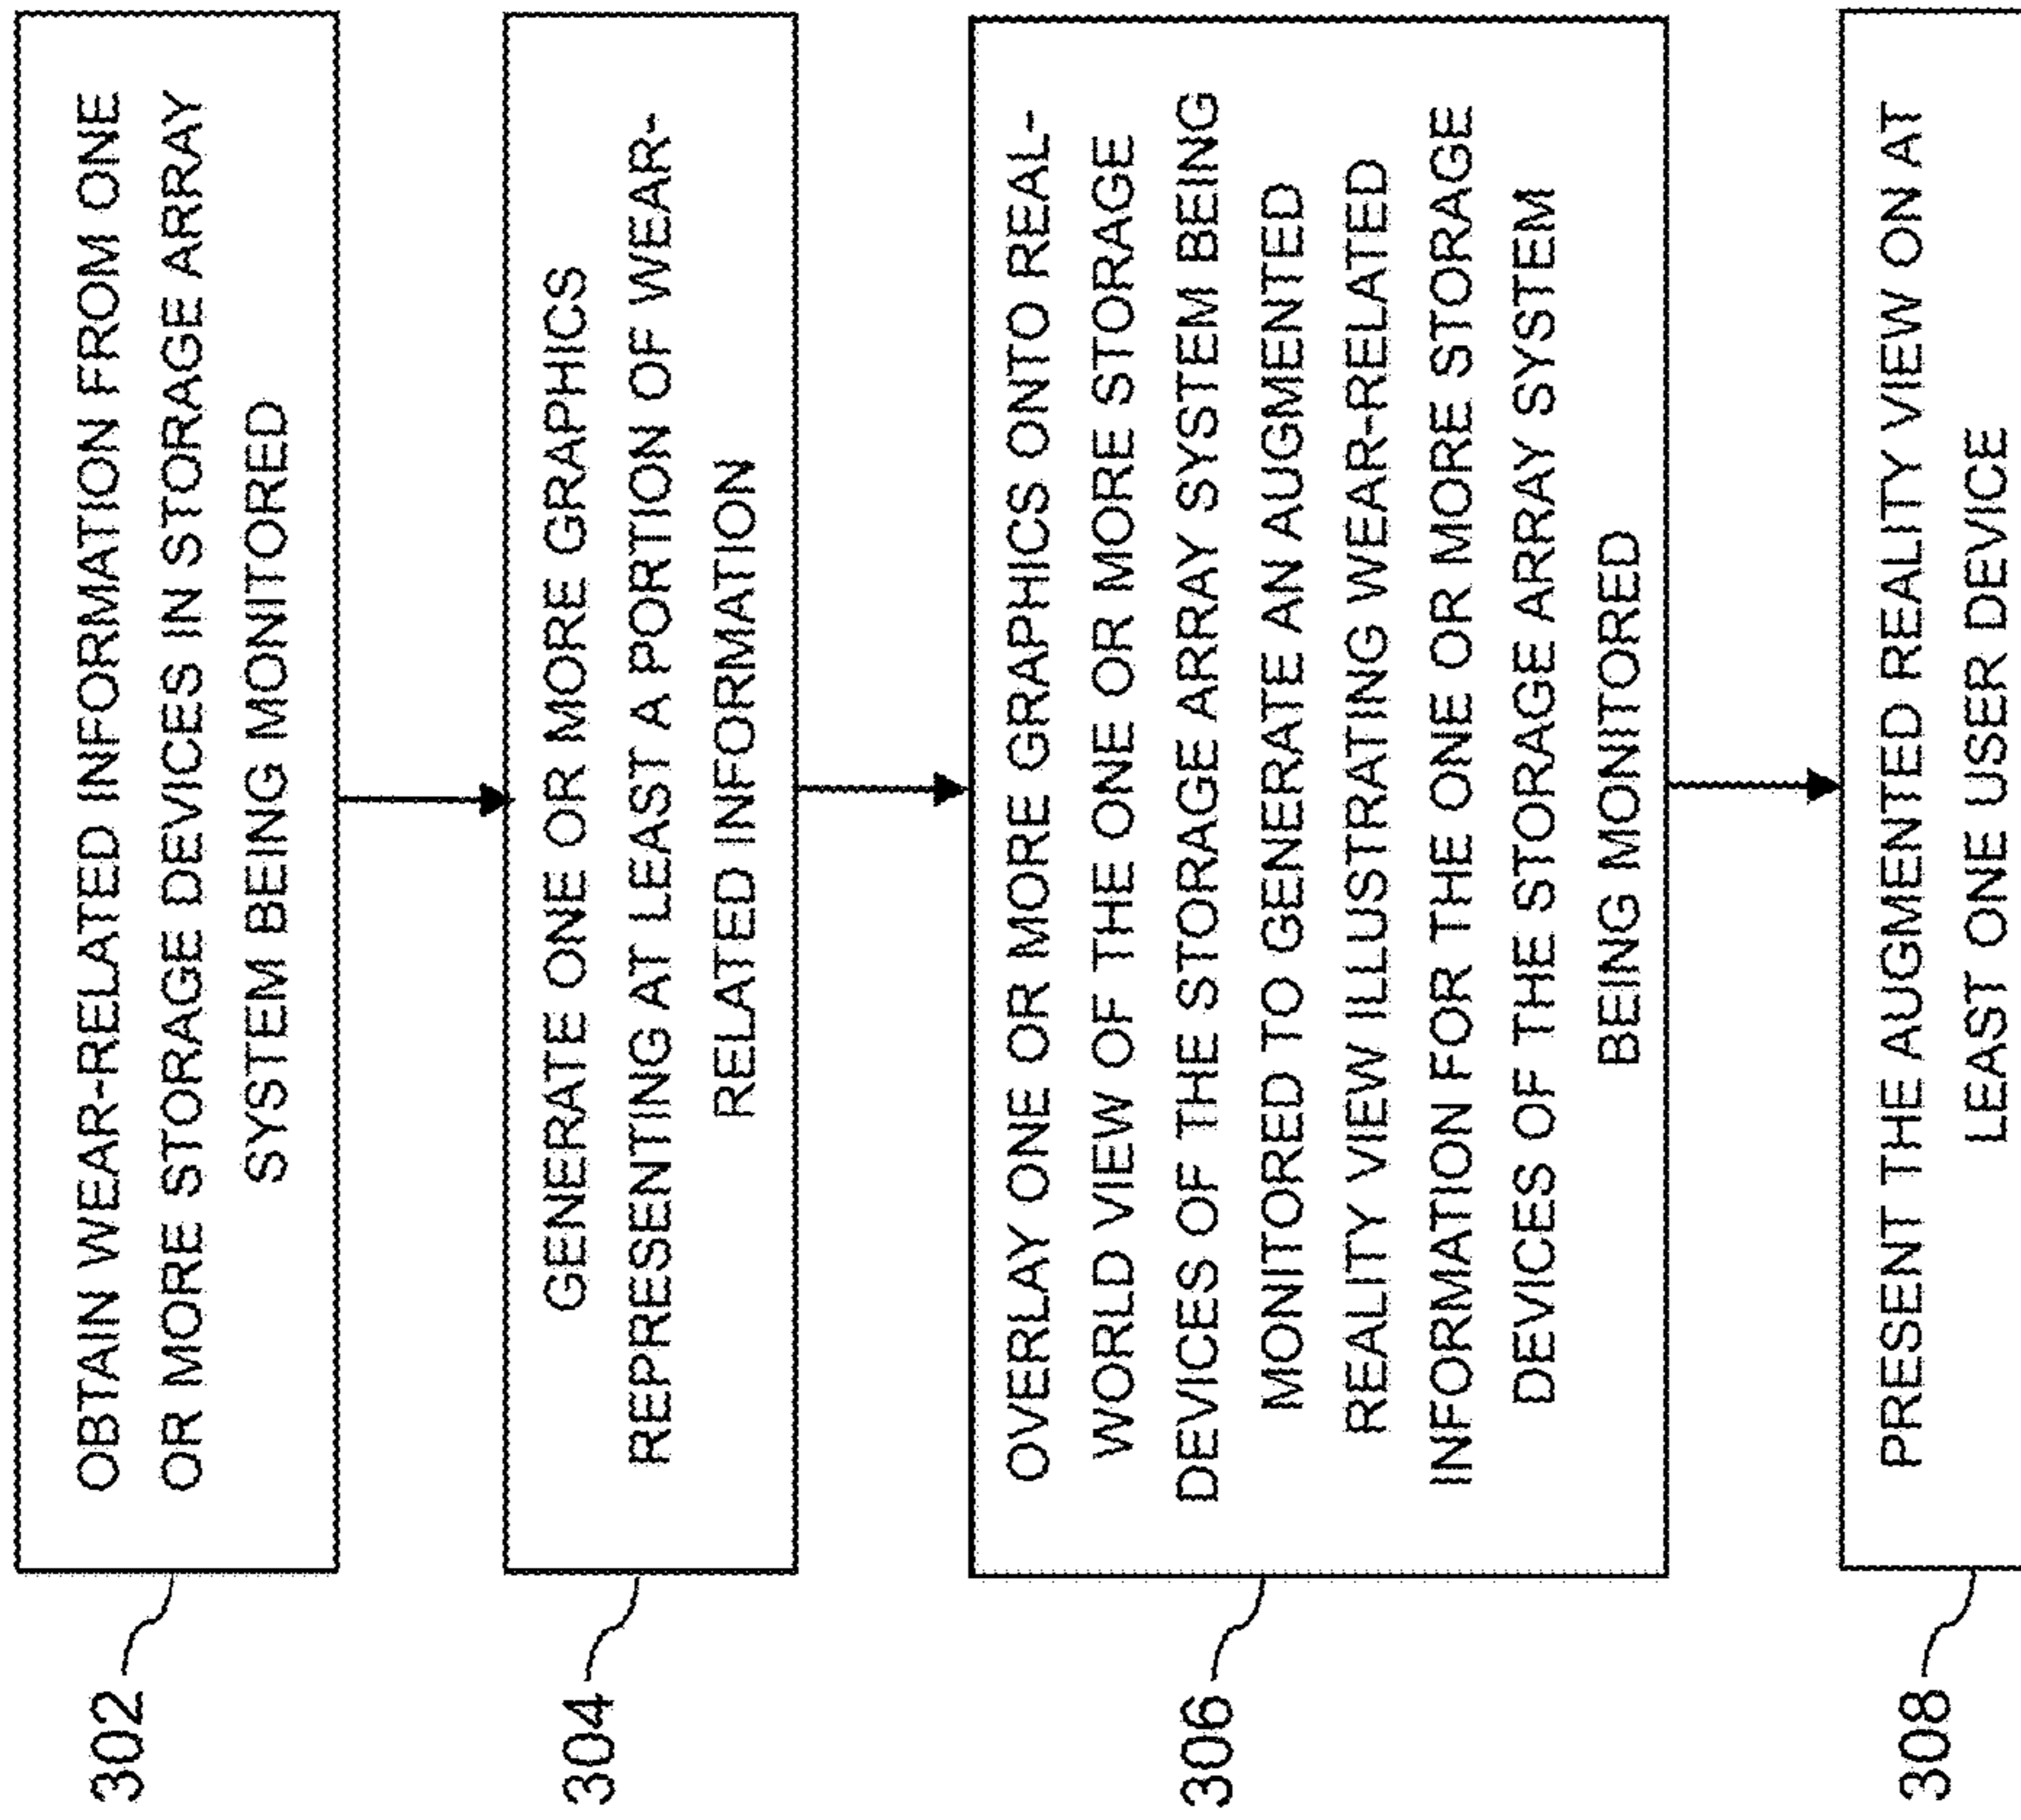 302
OBTAIN WEAR-RELATED INFORMATION FROM ONE
OR MORE STORAGE DEVICES IN STORAGE ARRAY
SYSTEM BEING MONITORED
304
GENERATE ONE OR MORE GRAPHICS
REPRESENTING AT LEAST A PORTION OF WEAR-
RELATED INFORMATION
306
OVERLAY ONE OR MORE GRAPHICS ONTO REAL-
WORLD VIEW OF THE ONE OR MORE STORAGE
DEVICES OF THE STORAGE ARRAY SYSTEM BEING
MONITORED TO GENERATE AN AUGMENTED
REALITY VIEW ILLUSTRATING WEAR-RELATED
INFORMATION FOR THE ONE OR MORE STORAGE
DEVICES OF THE STORAGE ARRAY SYSTEM
BEING MONITORED
308
PRESENT THE AUGMENTED REALITY VIEW ON AT
LEAST ONE USER DEVICE